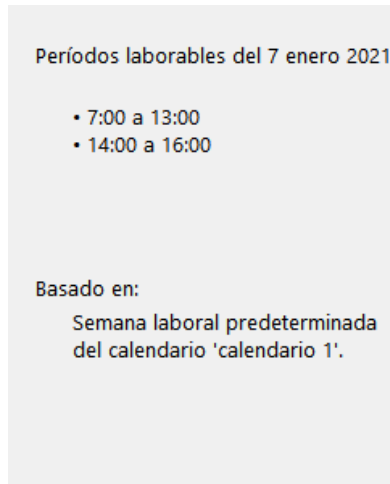 Períodos laborables del 7 enero 2021
• 7:00 a 13:00
• 14:00 a 16:00
Basado en:
Semana laboral predeterminada
del calendario 'calendario 1'.